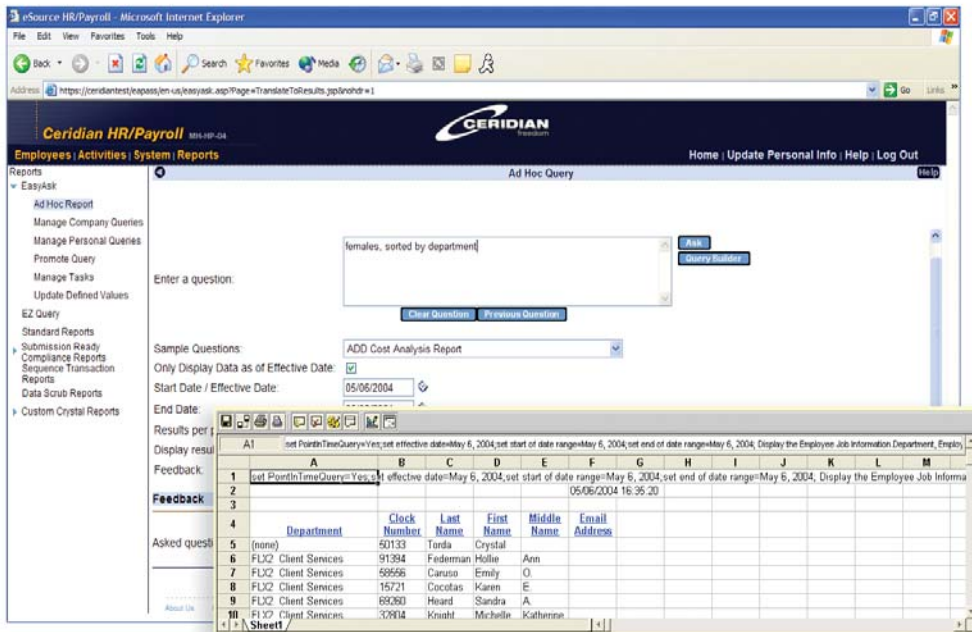 eSource HR/Payroll - Microsoft Internet Explorer
File Edit View Favorites Tools Help
Back Search Favorites Media
Address https://ceridiantest/eapass/en-us/easyask.asp?Page=TranslateToResults.jsp&nohdr=1 Go Links »
Ceridian HR/Payroll MH-HP-04
CERIDIAN
freedom
Employees | Activities | System | Reports
Home | Update Personal Info | Help | Log Out
Reports
Ad Hoc Query
Help
EasyAsk
Ad Hoc Report
Manage Company Queries
Manage Personal Queries
Promote Query
Manage Tasks
Update Defined Values
EZ Query
Standard Reports
Submission Ready
Compliance Reports
Sequence Transaction
Reports
Data Scrub Reports
Custom Crystal Reports
Enter a question:
females, sorted by department
Ask
Query Builder
Clear Question Previous Question
Sample Questions: ADD Cost Analysis Report
Only Display Data as of Effective Date:
Start Date / Effective Date: 05/06/2004
End Date:
Results per
Display resul
Feedback:
Feedback
Asked questi
About Us
A1 set PointInTimeQuery=Yes;set effective date=May 6, 2004;set start of date range=May 6, 2004;set end of date range=May 6, 2004; Display the Employee Job Information Department, Employ
A B C D E F G H I J K L M
1 set PointInTimeQuery=Yes;set effective date=May 6, 2004;set start of date range=May 6, 2004;set end of date range=May 6, 2004; Display the Employee Job Informa
2 05/06/2004 16:35:20
3
4 Department Clock Number Last Name First Name Middle Name Email Address
5 (none) 50133 Torda Crystal
6 FLX2 Client Services 91394 Federman Hollie Ann
7 FLX2 Client Services 58556 Caruso Emily O.
8 FLX2 Client Services 15721 Cocotas Karen E.
9 FLX2 Client Services 69260 Heard Sandra A.
10 FLX2 Client Services 32804 Knight Michelle Katherine
Sheet1